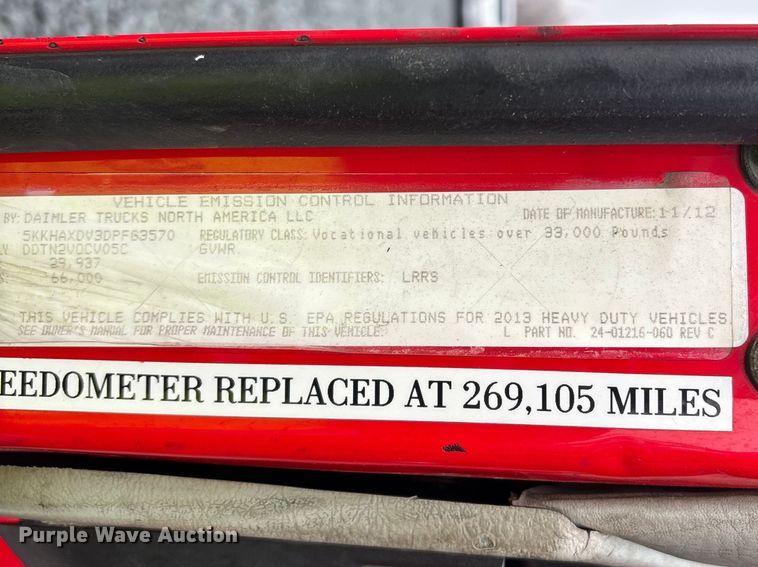 VEHICLE EMISSION CONTROL INFORMATION
BY: DAIMLER TRUCKS NORTH AMERICA LLC DATE OF MANUFACTURE: 11/12
5KKHAXDV3DPFG3570 REGULATORY CLASS: Vocational vehicles over 33,000 Pounds
DDTN2VOCV05C GVWR.
29,937
66,000 EMISSION CONTROL IDENTIFIERS: LRRS
THIS VEHICLE COMPLIES WITH U.S. EPA REGULATIONS FOR 2013 HEAVY DUTY VEHICLES
SEE OWNER'S MANUAL FOR PROPER MAINTENANCE OF THIS VEHICLE. L PART NO. 24-01216-060 REV C
EEDOMETER REPLACED AT 269,105 MILES
Purple Wave Auction